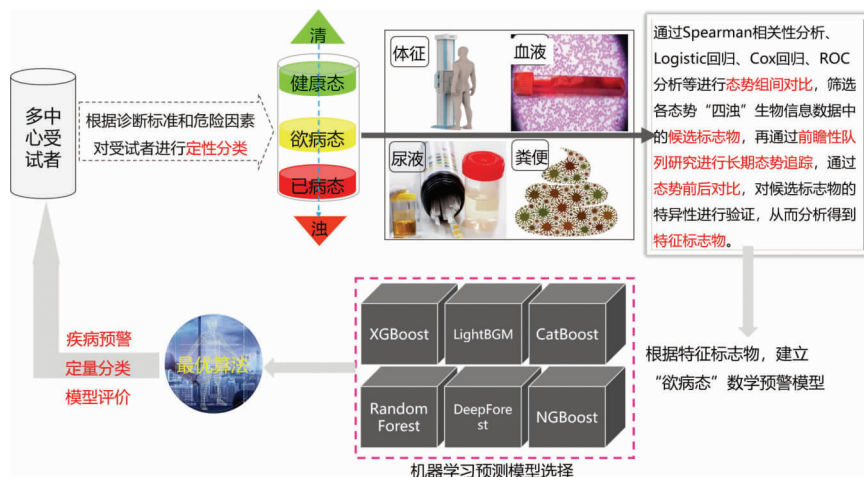 多中
心受
试者
根据诊断标准和危险因素
对受试者进行定性分类
清
健康态
欲病态
已病态
浊
体征
血液
尿液
粪便
通过Spearman相关性分析、
Logistic回归、Cox回归、ROC
分析等进行态势组间对比，筛选
各态势“四浊”生物信息数据中
的候选标志物，再通过前瞻性队
列研究进行长期态势追踪，通过
态势前后对比，对候选标志物的
特异性进行验证，从而分析得到
特征标志物。
根据特征标志物，建立
“欲病态”数学预警模型
XGBoost
LightBGM
CatBoost
Random
Forest
DeepFore
st
NGBoost
机器学习预测模型选择
最优算法
疾病预警
定量分类
模型评价